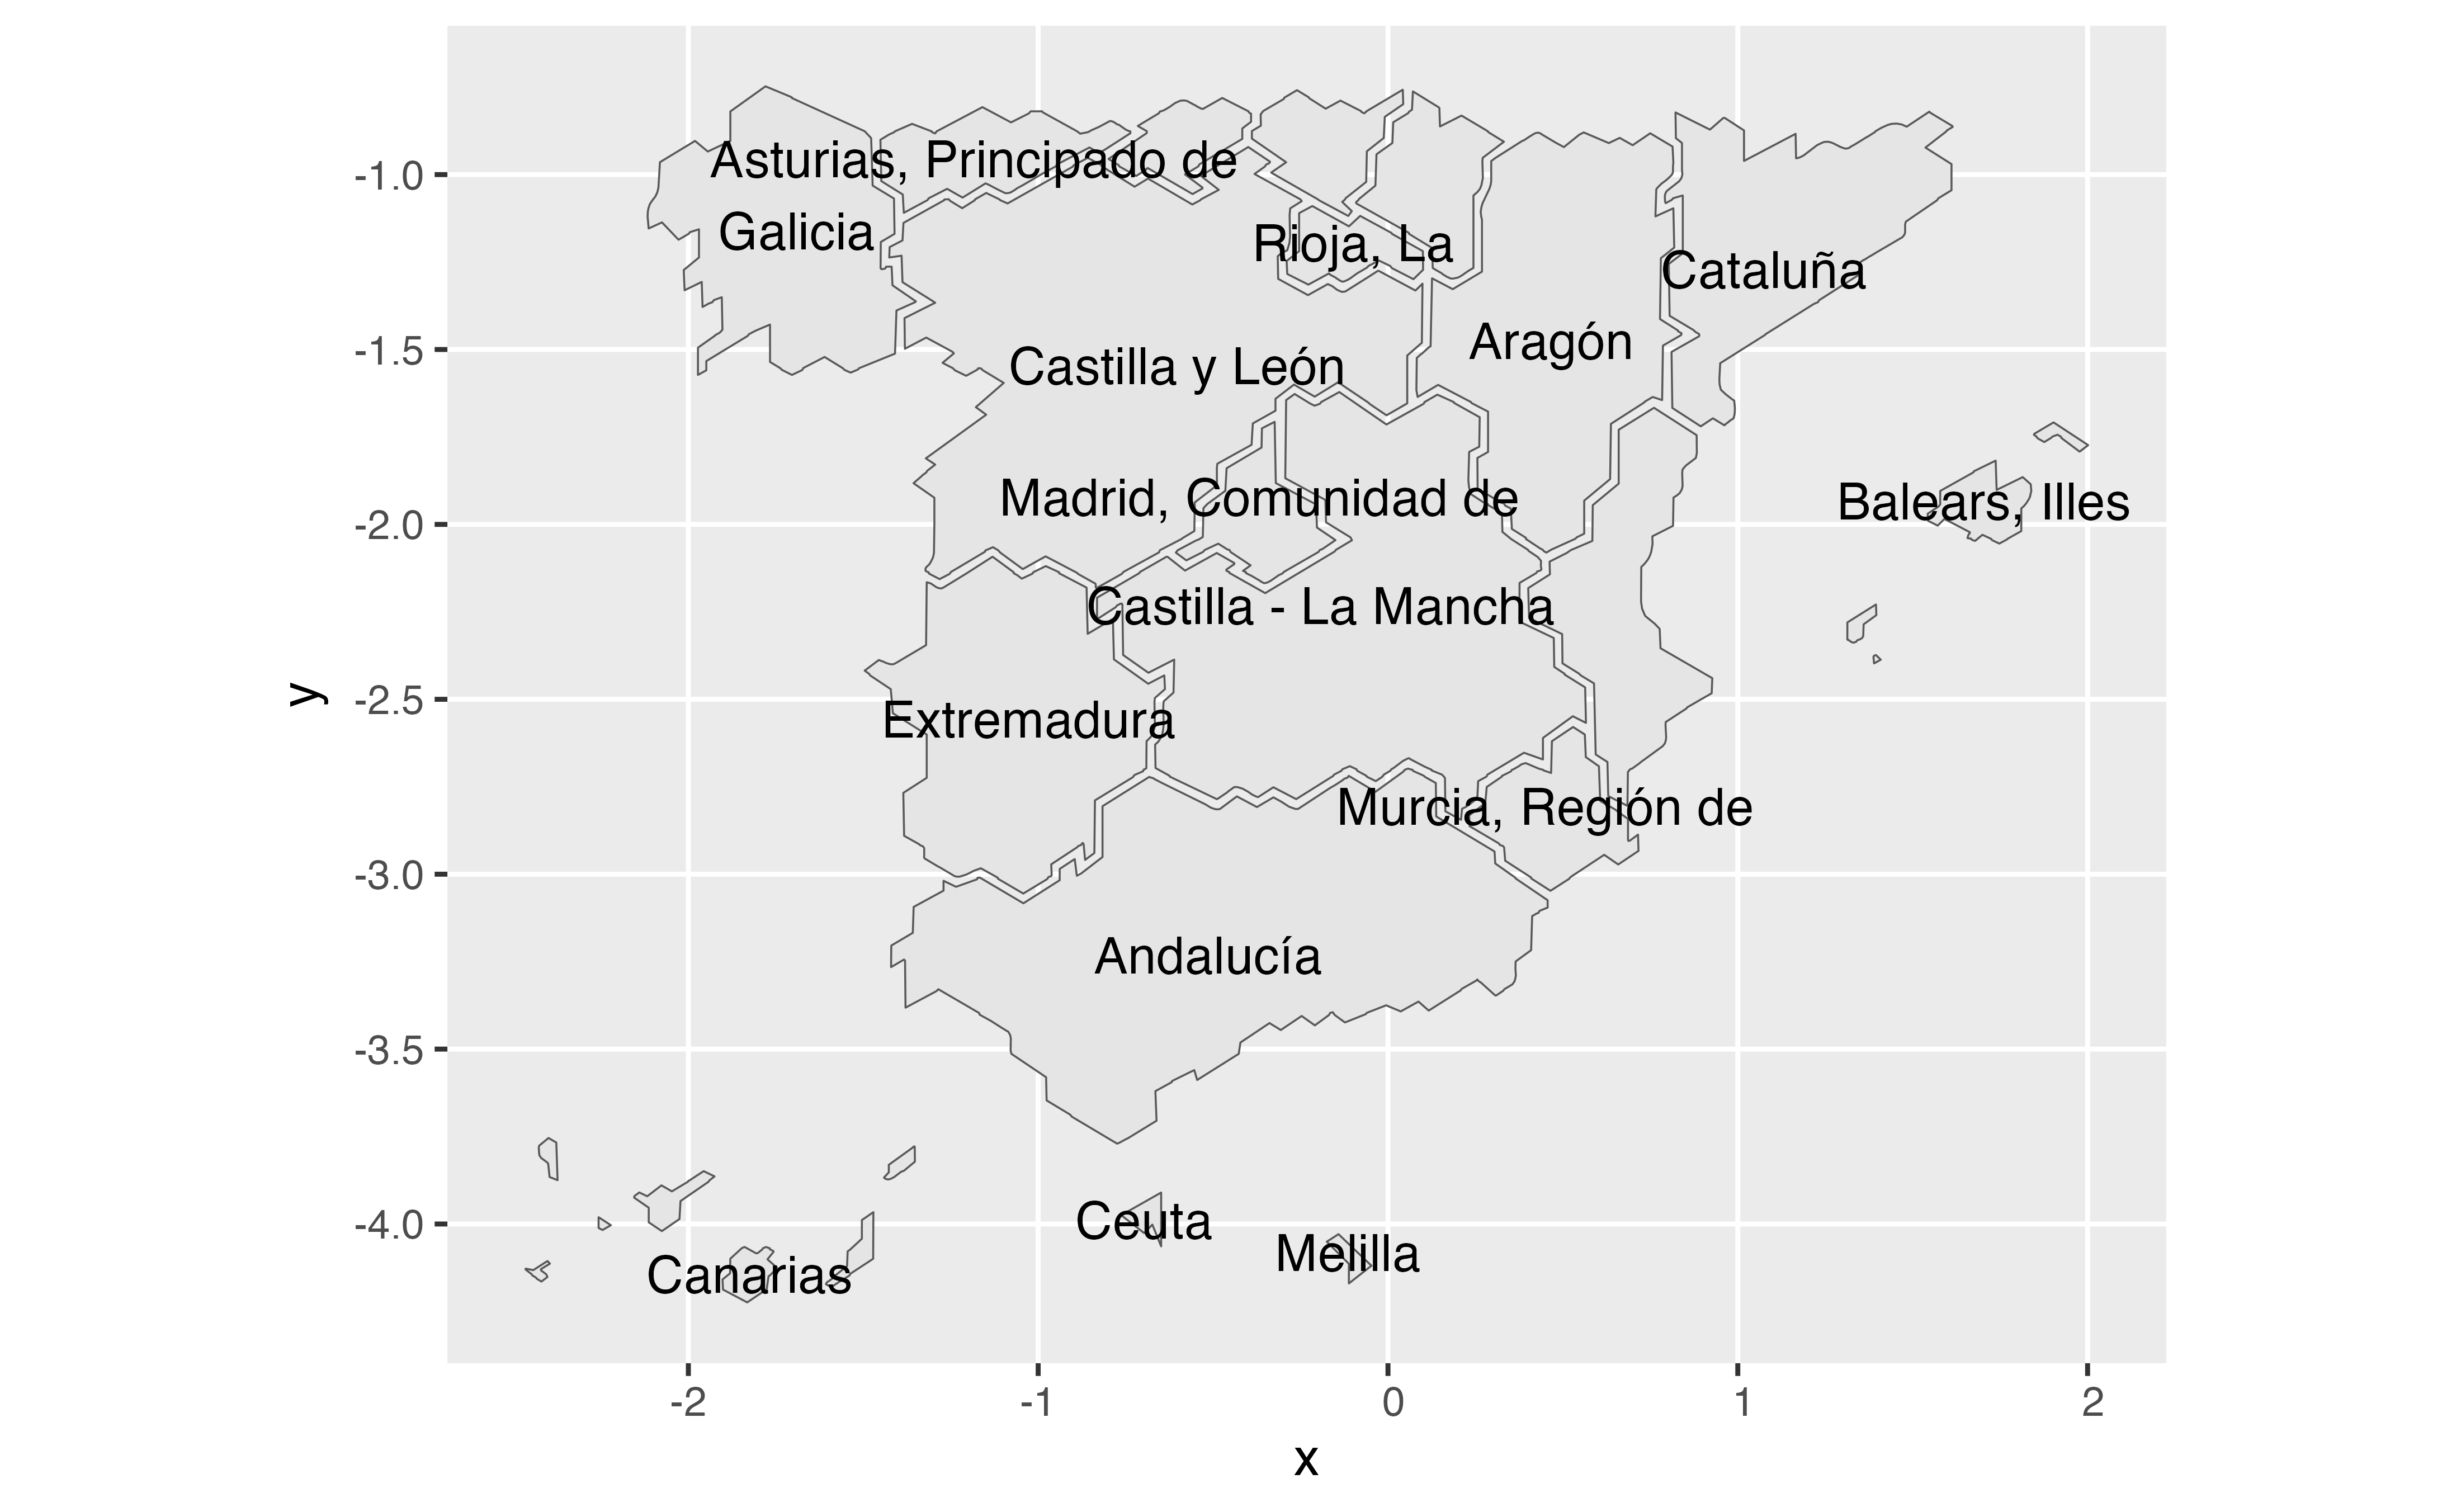 -1.0
-1.5
-2.0
-2.5
-3.0
-3.5
-4.0
y
Asturias, Principado de
Galicia
Rioja, La
Cataluña
Aragón
Castilla y León
Madrid, Comunidad de
Balears, Illes
Castilla - La Mancha
Extremadura
Murcia, Región de
Andalucía
Ceuta
Melilla
Canarias
-2 -1 0 1 2
x